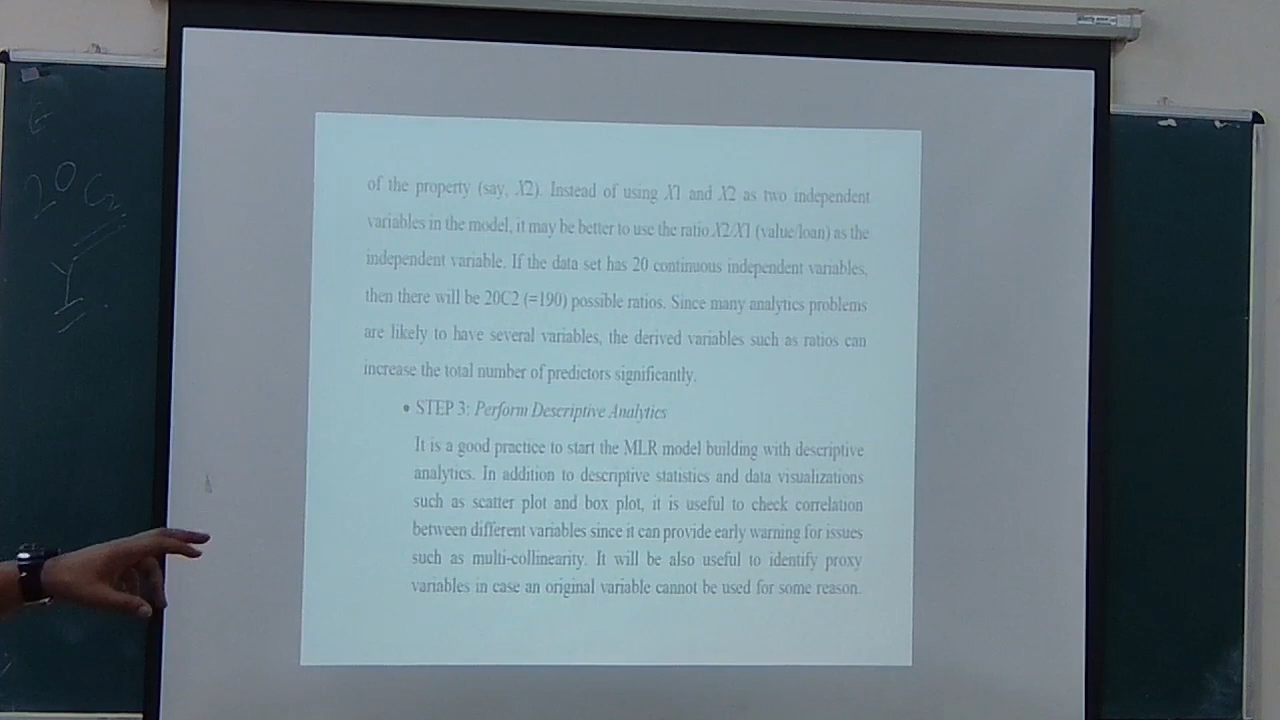 20C2
Y
of the property (say, X2). Instead of using X1 and X2 as two independent
variables in the model, it may be better to use the ratio X2/X1 (value/loan) as the
independent variable. If the data set has 20 continuous independent variables,
then there will be 20C2 (=190) possible ratios. Since many analytics problems
are likely to have several variables, the derived variables such as ratios can
increase the total number of predictors significantly.
• STEP 3: Perform Descriptive Analytics
It is a good practice to start the MLR model building with descriptive
analytics. In addition to descriptive statistics and data visualizations
such as scatter plot and box plot, it is useful to check correlation
between different variables since it can provide early warning for issues
such as multi-collinearity. It will be also useful to identify proxy
variables in case an original variable cannot be used for some reason.